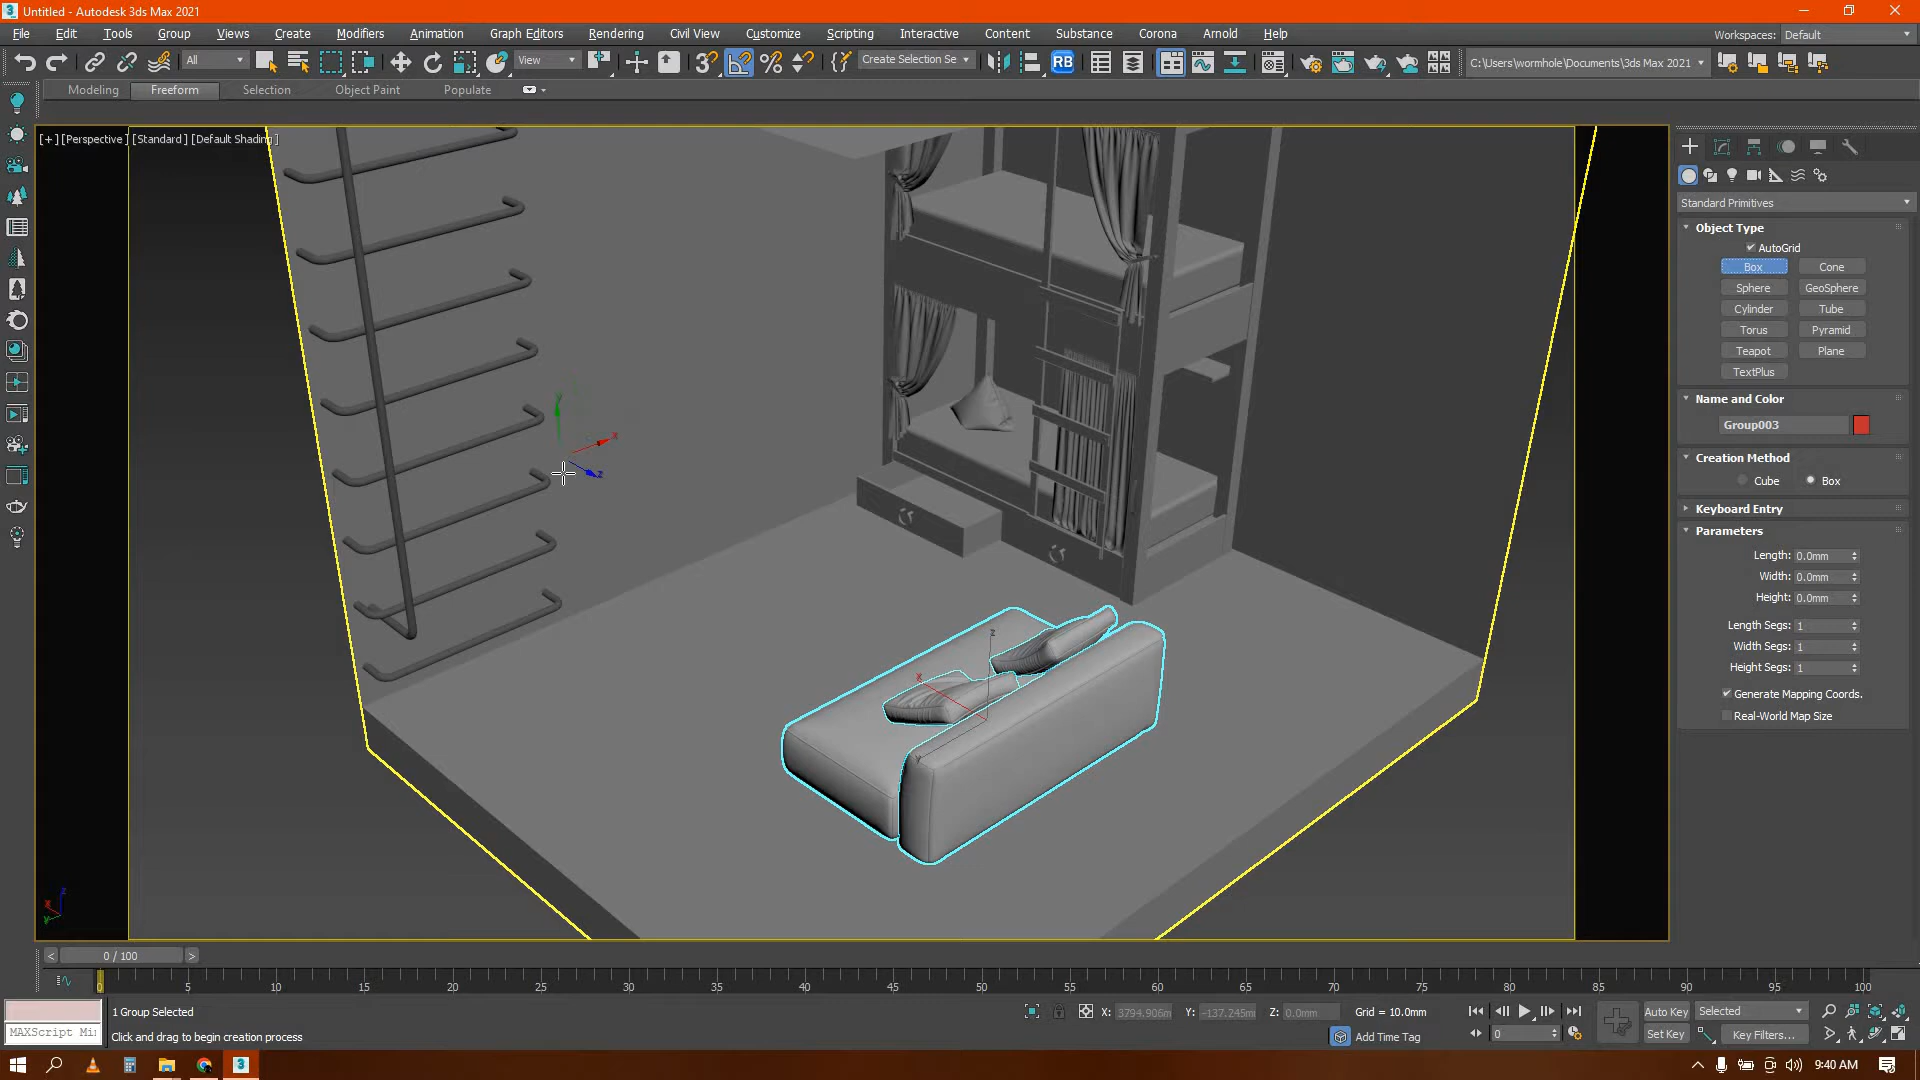 Untitled - Autodesk 3ds Max 2021
File Edit Tools Group Views Create Modifiers Animation Graph Editors Rendering Civil View Customize Scripting Interactive Content Substance Corona Arnold Help
Workspaces: Default
All View Create Selection Se C:\Users\wormhole\Documents\3ds Max 2021
Modeling Freeform Selection Object Paint Populate
[+] [Perspective] [Standard] [Default Shading]
Standard Primitives
Object Type
AutoGrid
Box Cone
Sphere GeoSphere
Cylinder Tube
Torus Pyramid
Teapot Plane
TextPlus
Name and Color
Group003
Creation Method
Cube Box
Keyboard Entry
Parameters
Length: 0.0mm
Width: 0.0mm
Height: 0.0mm
Length Segs: 1
Width Segs: 1
Height Segs: 1
Generate Mapping Coords.
Real-World Map Size
y
x
z
z
x
y
z
x
y
< 0 / 100 >
0 5 10 15 20 25 30 35 40 45 50 55 60 65 70 75 80 85 90 95 100
1 Group Selected
X: 3794.906m Y: -137.245m Z: 0.0mm Grid = 10.0mm
Auto Key Selected
MAXScript Mi
Click and drag to begin creation process
Add Time Tag
0
Set Key Key Filters...
9:40 AM